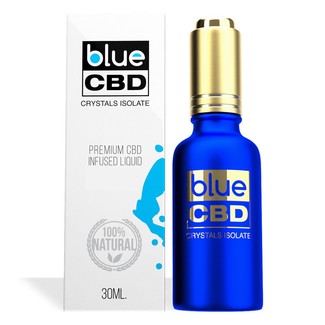 blue
CBD
CRYSTALS ISOLATE
PREMIUM CBD
INFUSED LIQUID
100%
NATURAL
30ML.
blue
CBD
CRYSTALS ISOLATE